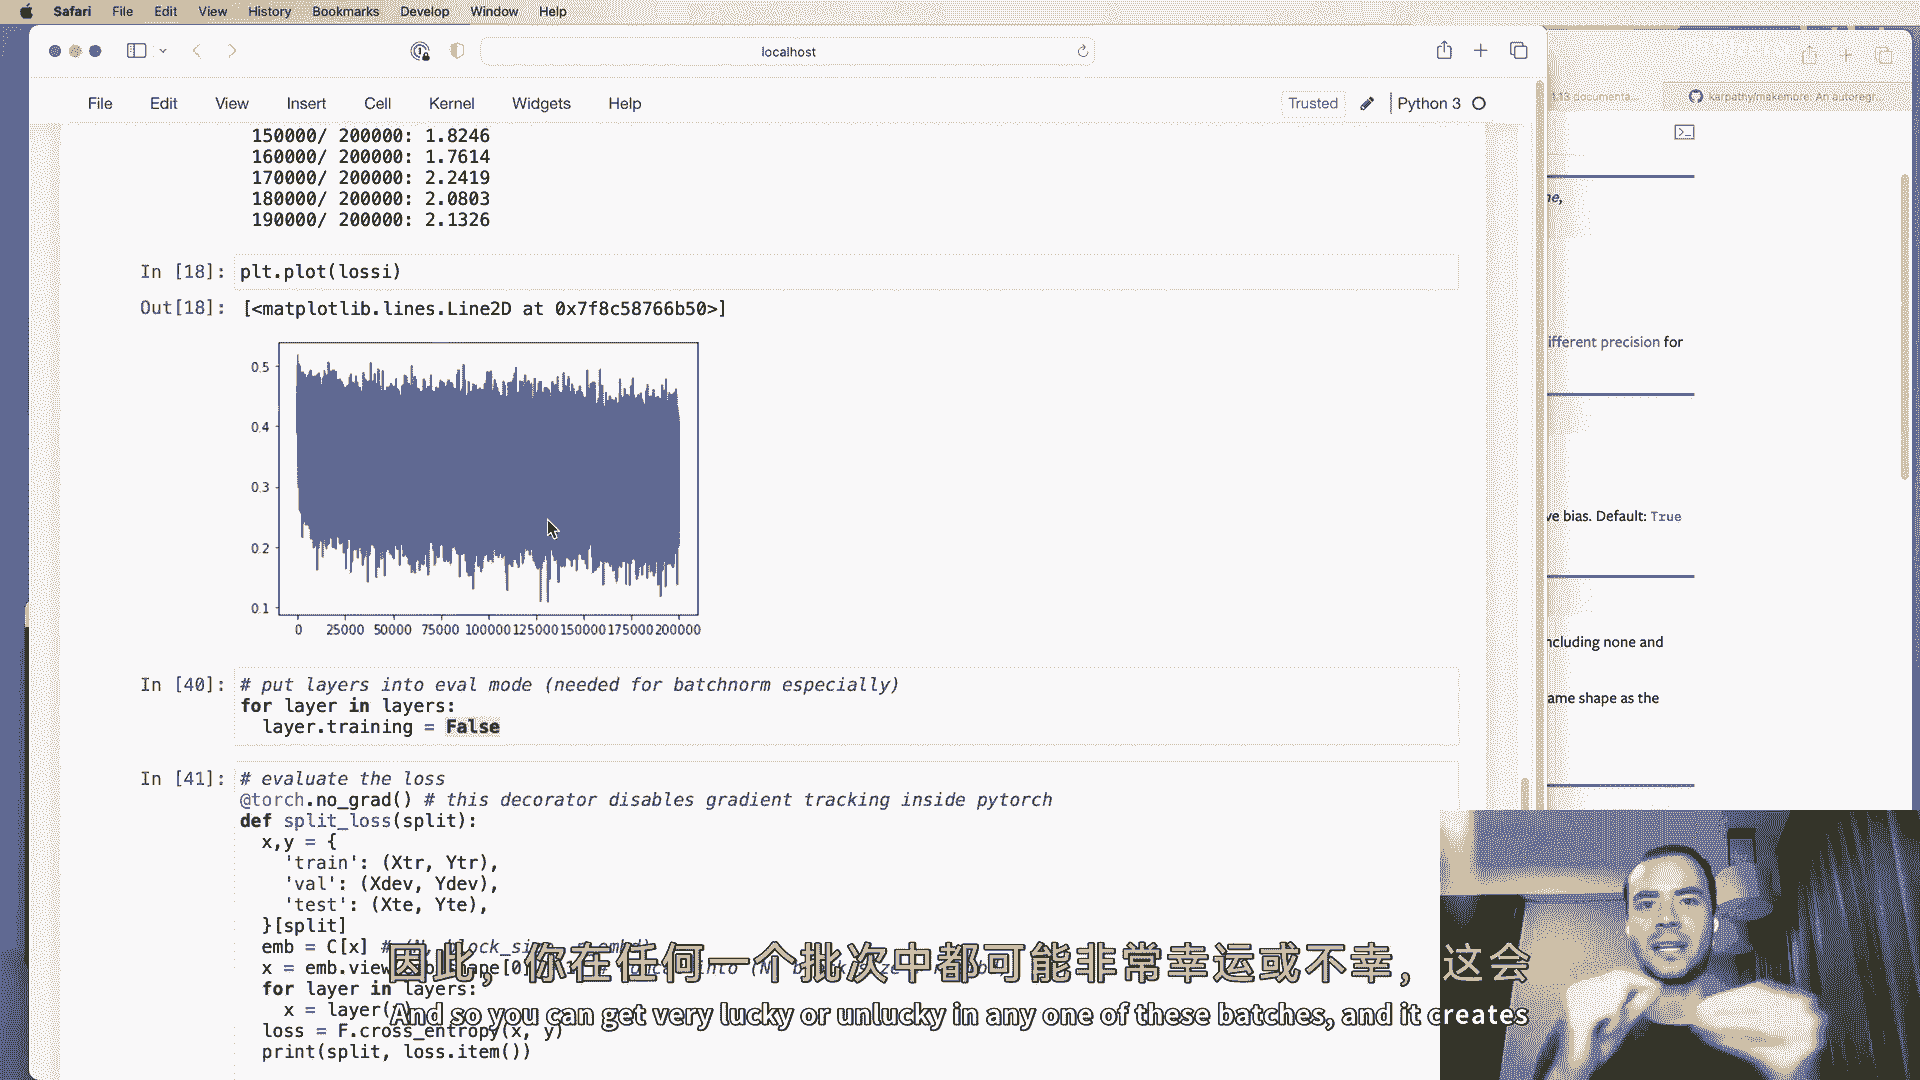 Safari File Edit View History Bookmarks Develop Window Help
localhost
File Edit View Insert Cell Kernel Widgets Help
Trusted Python 3
1.13 documenta... karpathy/makemore: An autoregr...
150000/ 200000: 1.8246
160000/ 200000: 1.7614
170000/ 200000: 2.2419
180000/ 200000: 2.0803
190000/ 200000: 2.1326
In [18]: plt.plot(lossi)
Out[18]: [<matplotlib.lines.Line2D at 0x7f8c58766b50>]
0.5
0.4
0.3
0.2
0.1
0 25000 50000 75000 100000 125000 150000 175000 200000
In [40]: # put layers into eval mode (needed for batchnorm especially)
for layer in layers:
layer.training = False
In [41]: # evaluate the loss
@torch.no_grad() # this decorator disables gradient tracking inside pytorch
def split_loss(split):
x,y = {
'train': (Xtr, Ytr),
'val': (Xdev, Ydev),
'test': (Xte, Yte),
}[split]
emb = C[x] #
x = emb.view
for layer in layers:
x = layer(
loss = F.cross_entropy(x, y)
print(split, loss.item())
ne,
ifferent precision for
ve bias. Default: True
ncluding none and
ame shape as the
因此，你在任何一个批次中都可能非常幸运或不幸，这会
And so you can get very lucky or unlucky in any one of these batches, and it creates